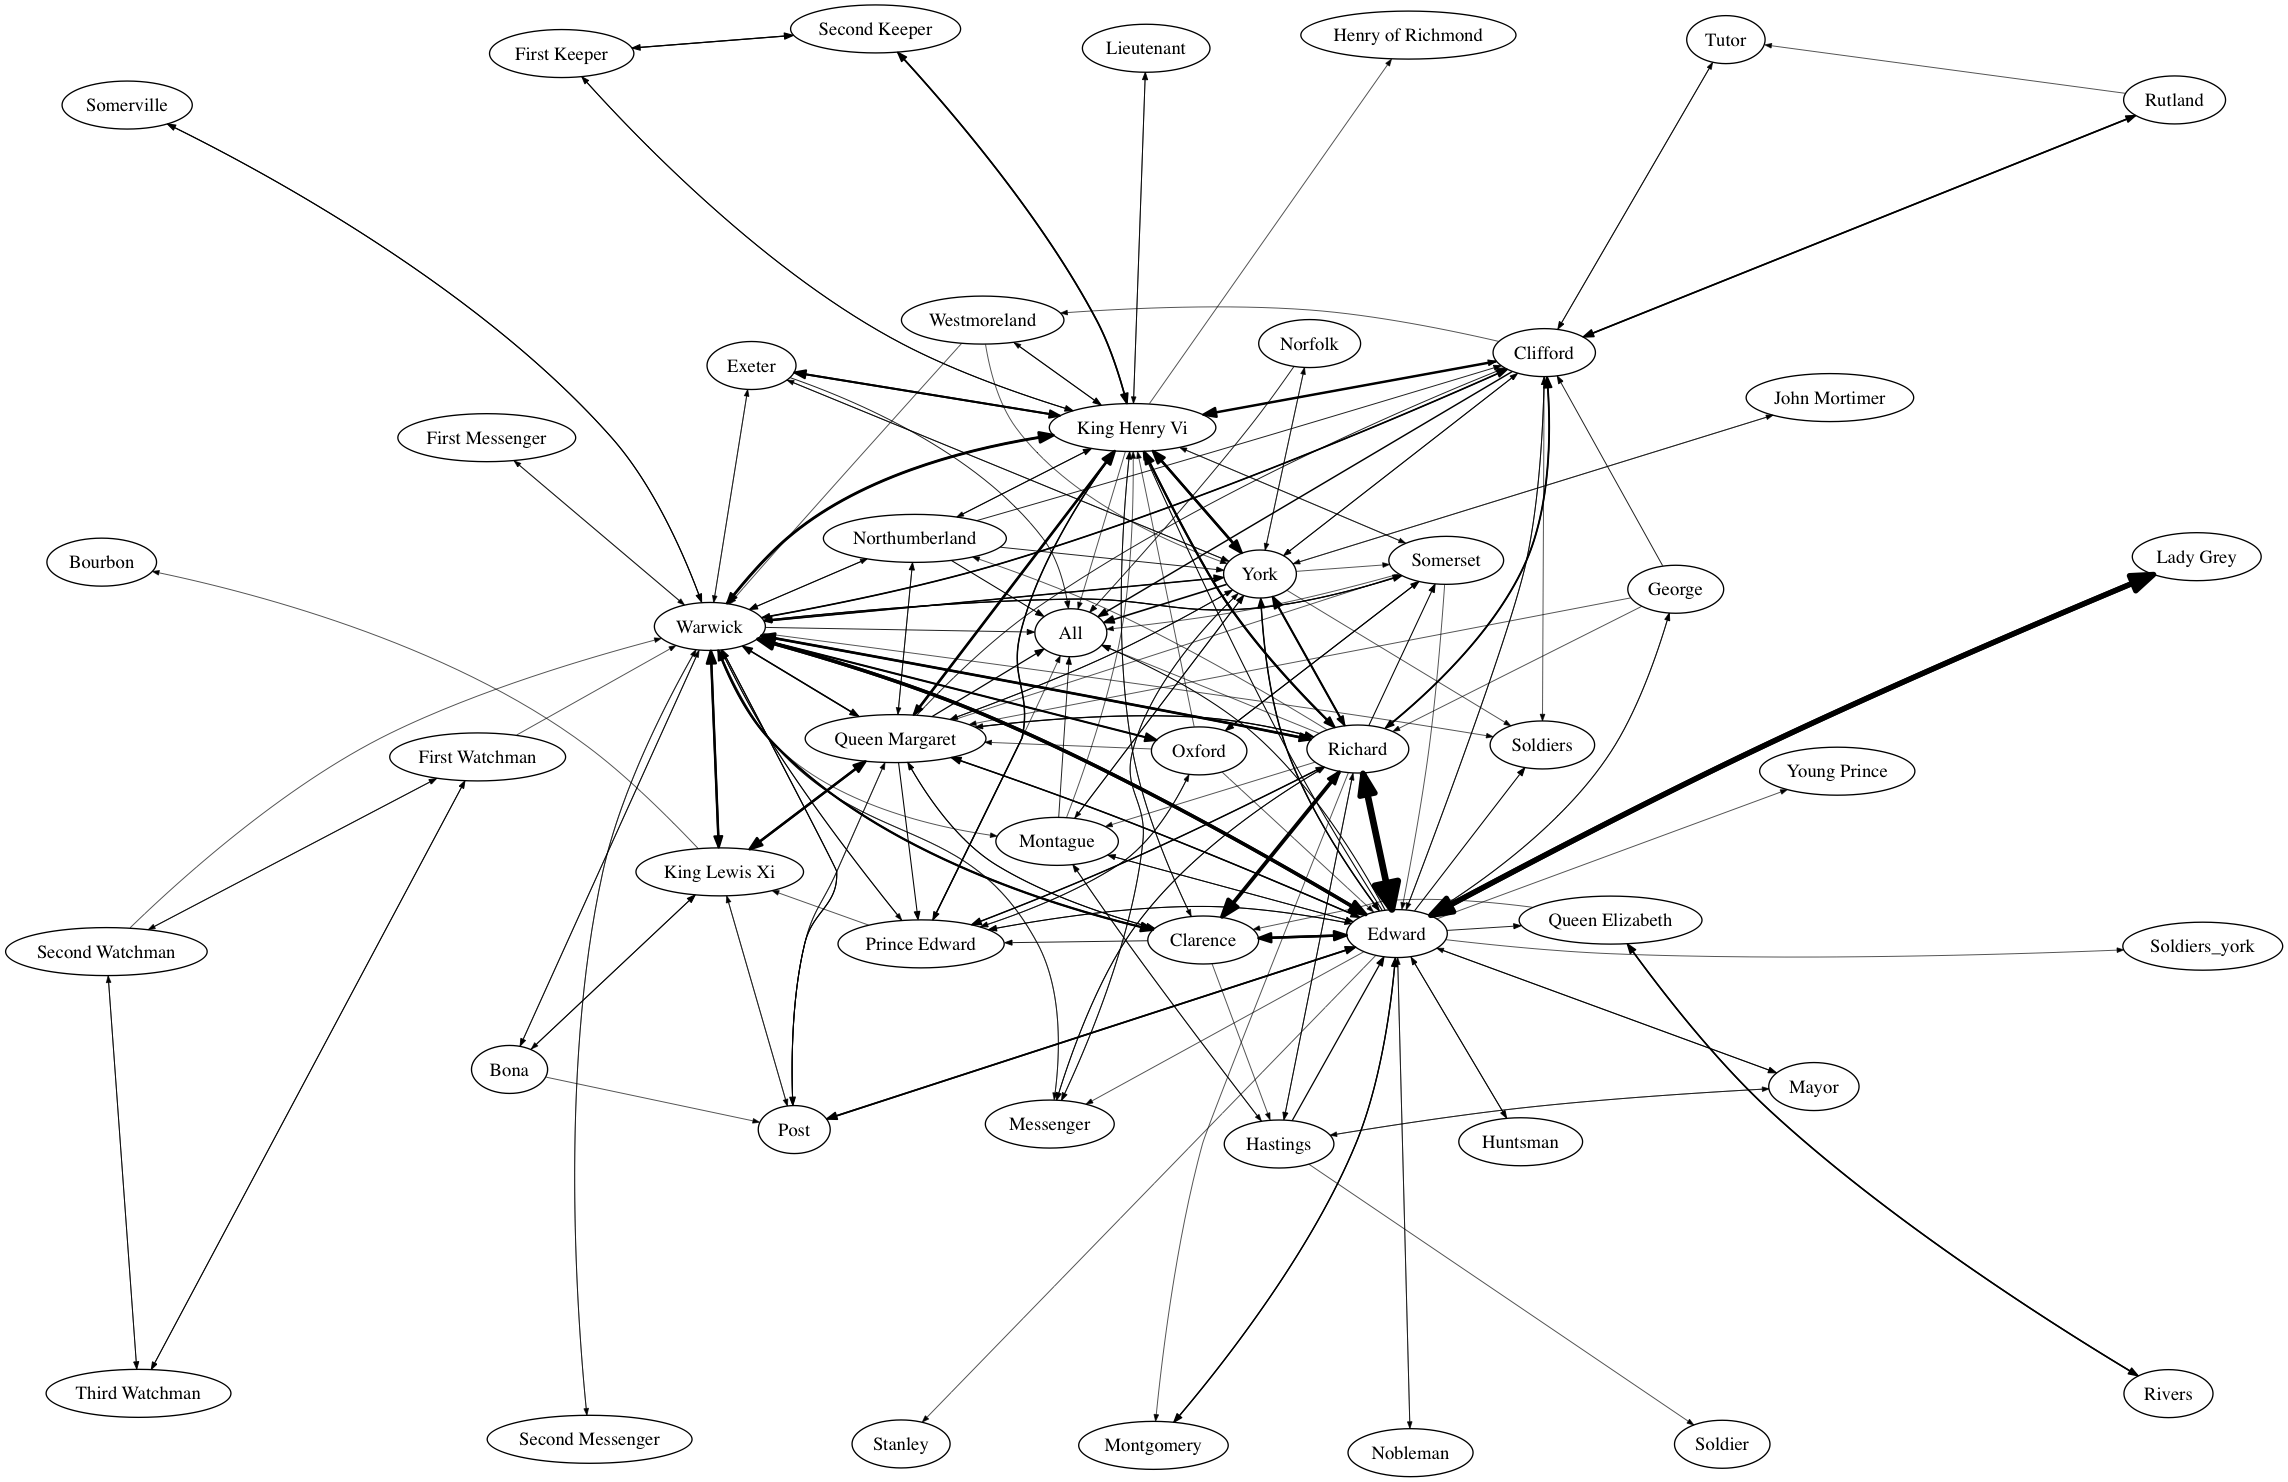 Second Keeper
Henry of Richmond
Tutor
First Keeper
Lieutenant
Somerville
Rutland
Westmoreland
Norfolk
Clifford
Exeter
John Mortimer
King Henry Vi
First Messenger
Northumberland
Lady Grey
Bourbon
Somerset
York
George
Warwick
All
Queen Margaret
Oxford
Richard
Soldiers
First Watchman
Young Prince
Montague
King Lewis Xi
Queen Elizabeth
Edward
Clarence
Prince Edward
Soldiers_york
Second Watchman
Bona
Mayor
Messenger
Post
Hastings
Huntsman
Third Watchman
Rivers
Second Messenger
Stanley
Montgomery
Soldier
Nobleman